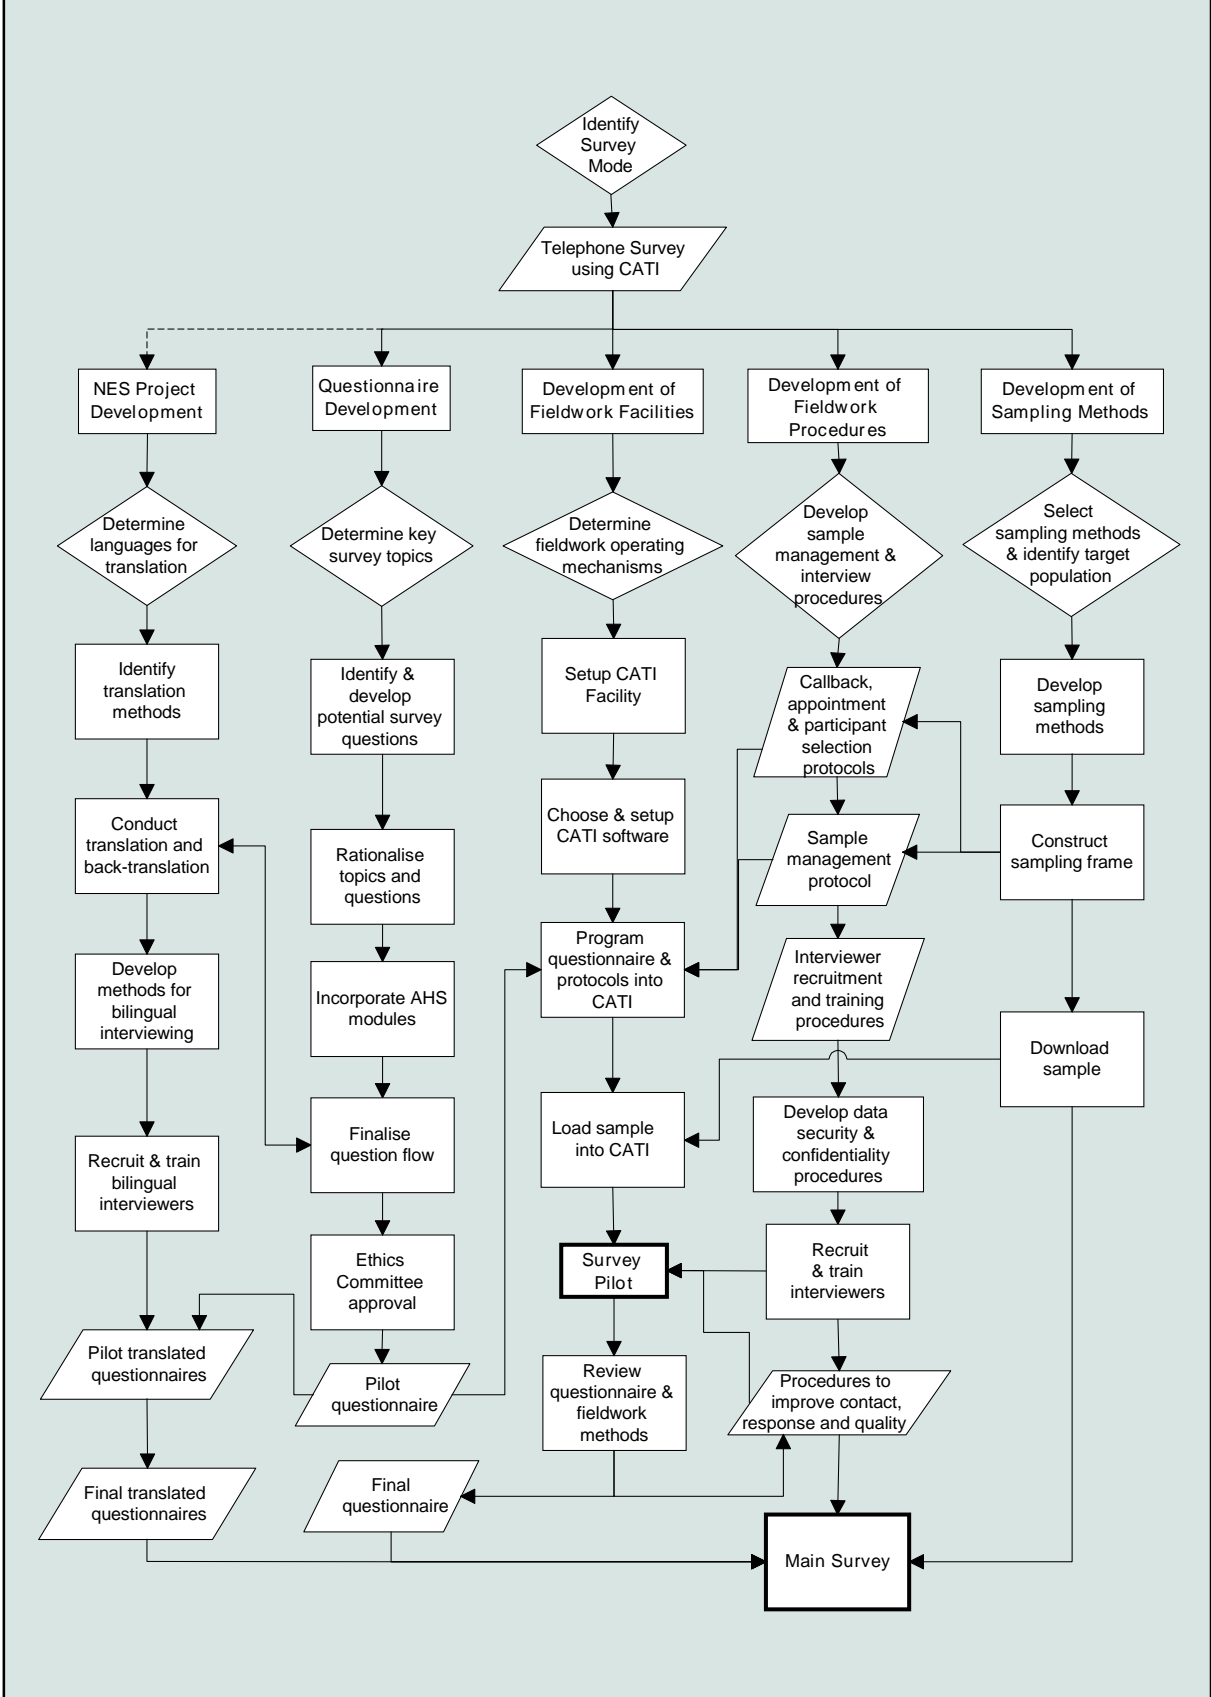 Identify
Survey
Mode
Telephone Survey
using CATI
NES Project
Development
Questionnaire
Development
Development of
Fieldwork Facilities
Development of
Fieldwork
Procedures
Development of
Sampling Methods
Determine
languages for
translation
Determine key
survey topics
Determine
fieldwork operating
mechanisms
Develop
sample
management &
interview
procedures
Select
sampling methods
& identify target
population
Identify
translation
methods
Identify &
develop
potential survey
questions
Setup CATI
Facility
Callback,
appointment
& participant
selection
protocols
Develop
sampling
methods
Conduct
translation and
back-translation
Rationalise
topics and
questions
Choose & setup
CATI software
Sample
management
protocol
Construct
sampling frame
Develop
methods for
bilingual
interviewing
Incorporate AHS
modules
Program
questionnaire &
protocols into
CATI
Interviewer
recruitment
and training
procedures
Download
sample
Recruit & train
bilingual
interviewers
Finalise
question flow
Load sample
into CATI
Develop data
security &
confidentiality
procedures
Ethics
Committee
approval
Survey
Pilot
Recruit
& train
interviewers
Pilot translated
questionnaires
Pilot
questionnaire
Review
questionnaire &
fieldwork
methods
Procedures to
improve contact,
response and quality
Final translated
questionnaires
Final
questionnaire
Main Survey